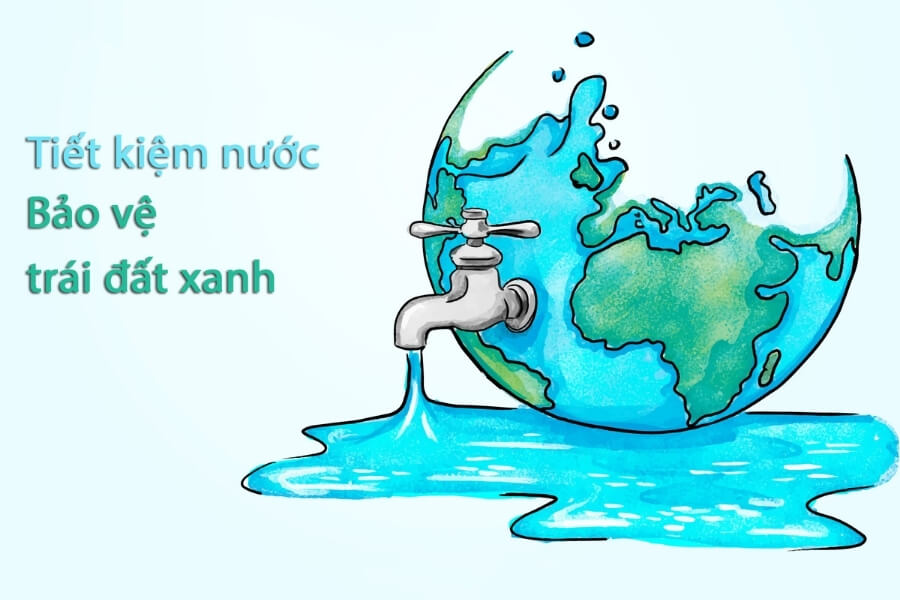 Tiết kiệm nước
Bảo vệ
trái đất xanh